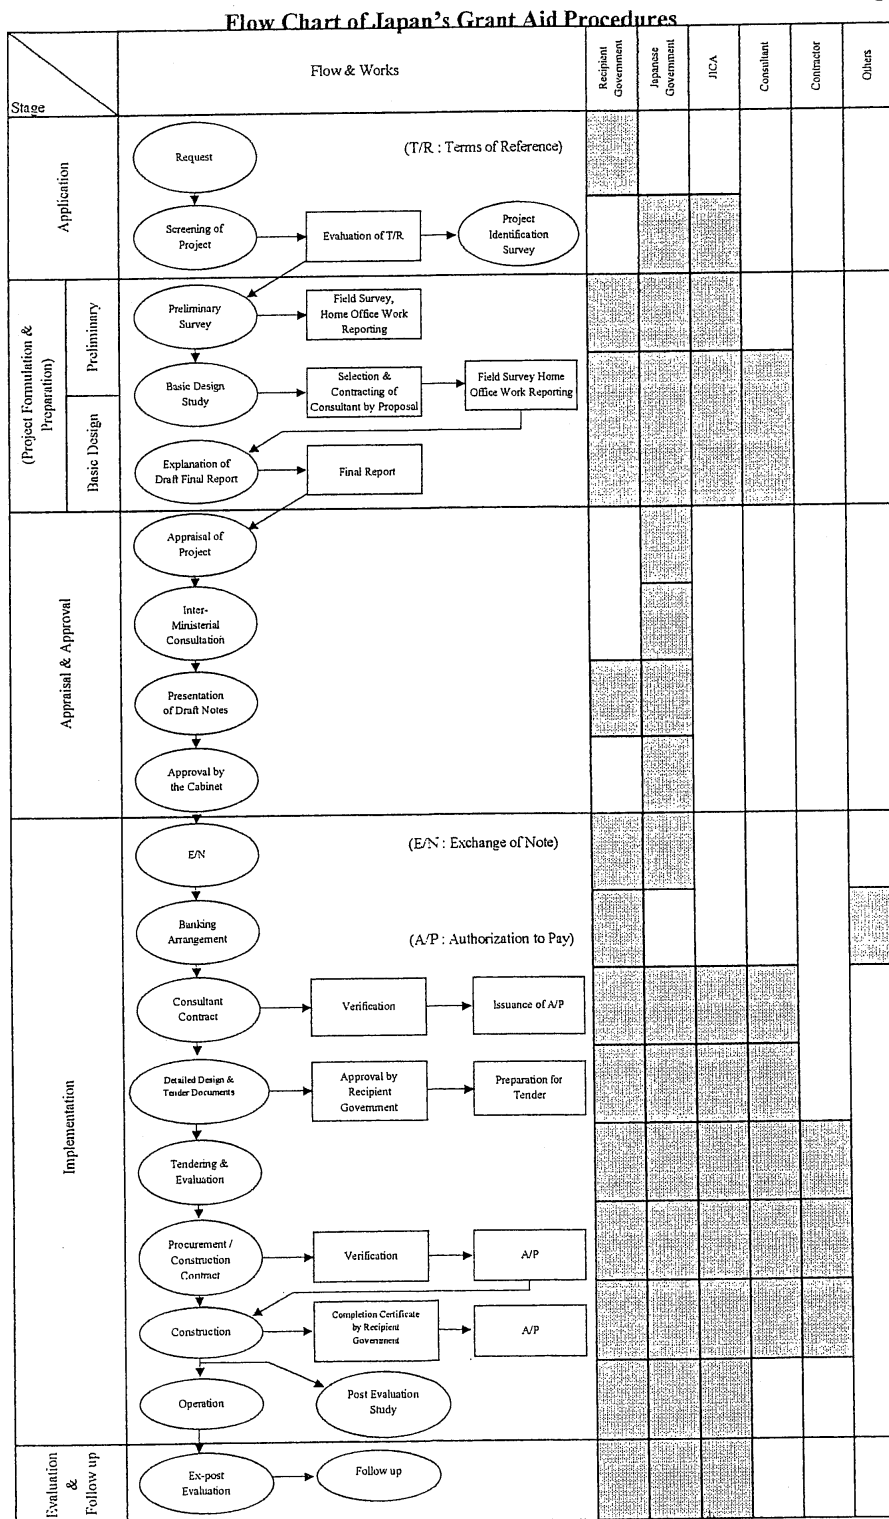 Flow Chart of Japan's Grant Aid Procedures
Stage
Flow & Works
Recipient
Government
Japanese
Government
JICA
Consultant
Contractor
Others
Application
Request
(T/R : Terms of Reference)
Screening of
Project
Evaluation of T/R
Project
Identification
Survey
(Project Formulation &
Preparation)
Preliminary
Preliminary
Survey
Field Survey,
Home Office Work
Reporting
Basic Design
Study
Selection &
Contracting of
Consultant by Proposal
Field Survey Home
Office Work Reporting
Basic Design
Explanation of
Draft Final Report
Final Report
Appraisal & Approval
Appraisal of
Project
Inter-
Ministerial
Consultation
Presentation
of Draft Notes
Approval by
the Cabinet
Implementation
E/N
(E/N : Exchange of Note)
Banking
Arrangement
(A/P : Authorization to Pay)
Consultant
Contract
Verification
Issuance of A/P
Detailed Design &
Tender Documents
Approval by
Recipient
Government
Preparation for
Tender
Tendering &
Evaluation
Procurement /
Construction
Contract
Verification
A/P
Construction
Completion Certificate
by Recipient
Government
A/P
Operation
Post Evaluation
Study
Evaluation
&
Follow up
Ex-post
Evaluation
Follow up